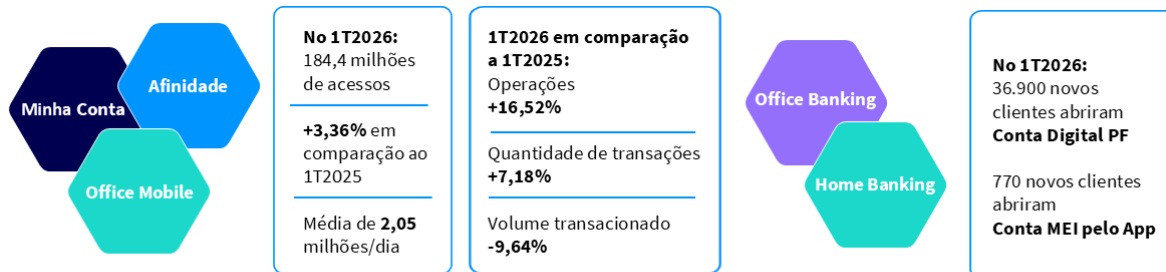 Minha Conta
Afinidade
Office Mobile
No 1T2026:
184,4 milhões
de acessos
+3,36% em
comparação ao
1T2025
Média de 2,05
milhões/dia
1T2026 em comparação
a 1T2025:
Operações
+16,52%
Quantidade de transações
+7,18%
Volume transacionado
-9,64%
Office Banking
Home Banking
No 1T2026:
36.900 novos
clientes abriram
Conta Digital PF
770 novos clientes
abriram
Conta MEI pelo App